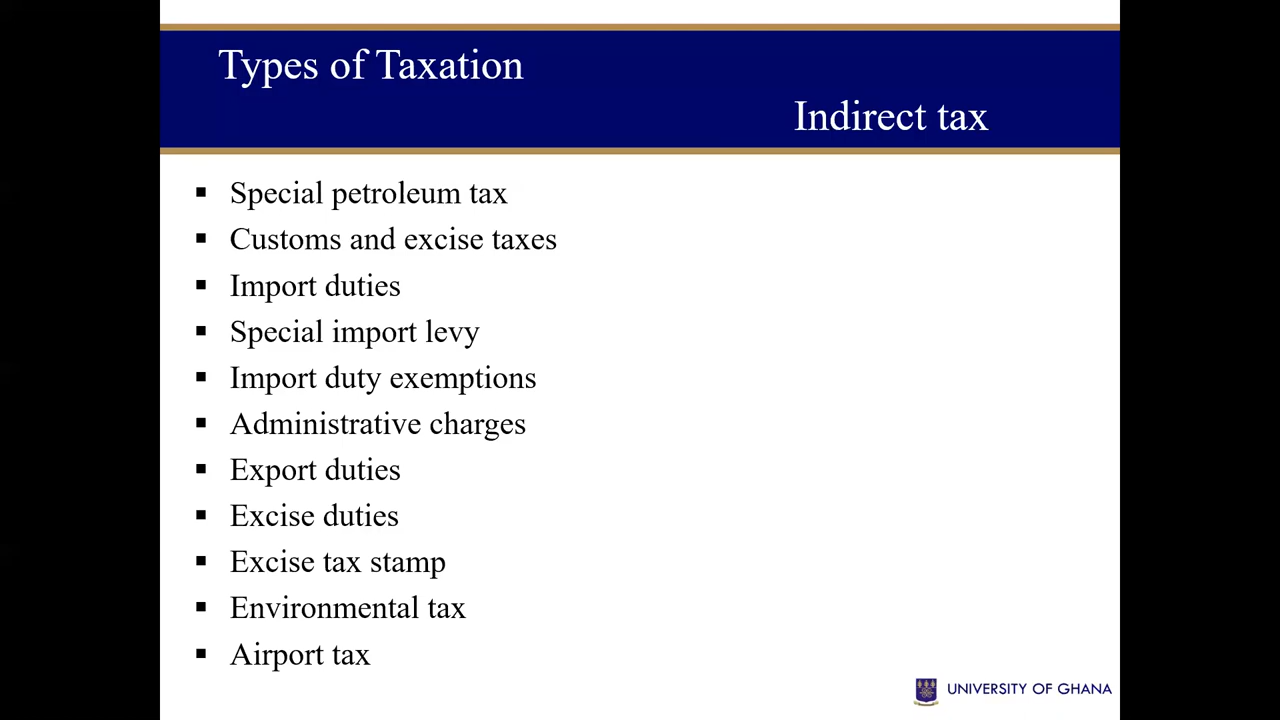 Types of Taxation
Indirect tax
▪ Special petroleum tax
▪ Customs and excise taxes
▪ Import duties
▪ Special import levy
▪ Import duty exemptions
▪ Administrative charges
▪ Export duties
▪ Excise duties
▪ Excise tax stamp
▪ Environmental tax
▪ Airport tax
UNIVERSITY OF GHANA